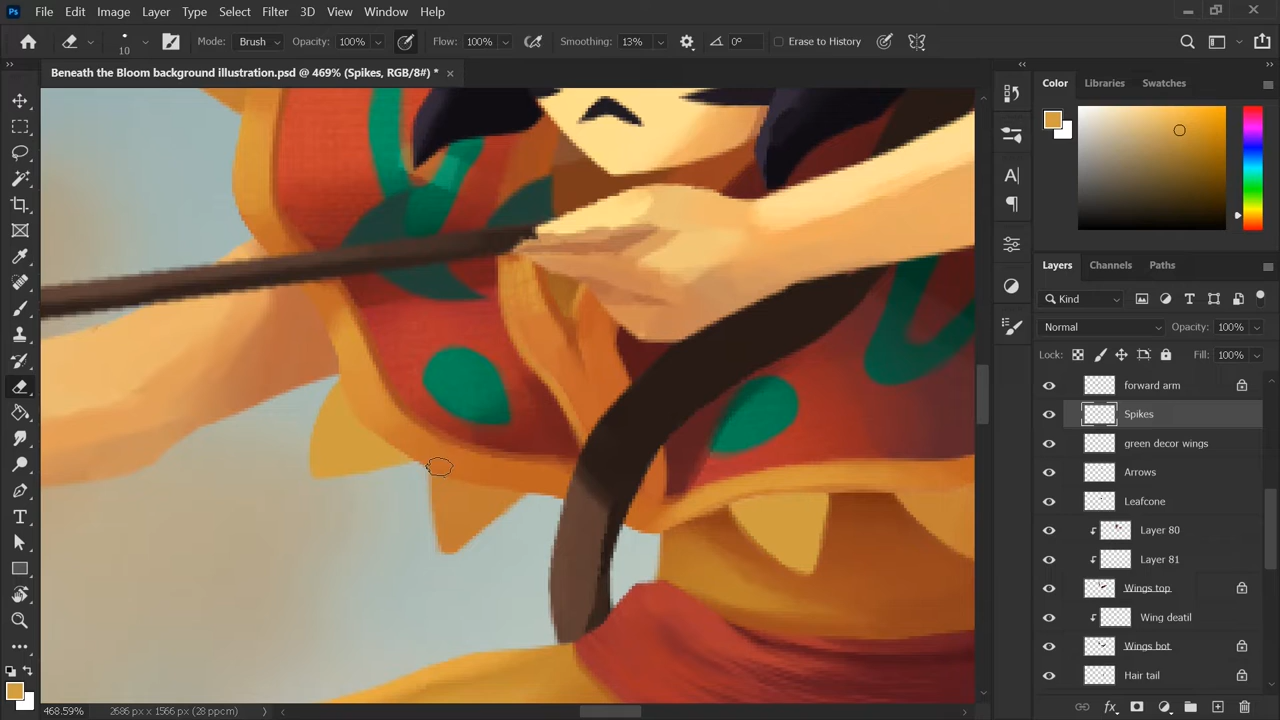 Ps File Edit Image Layer Type Select Filter 3D View Window Help
10 Mode: Brush Opacity: 100% Flow: 100% Smoothing: 13% 0° Erase to History
Beneath the Bloom background illustration.psd @ 469% (Spikes, RGB/8#) *
Color Libraries Swatches
Layers Channels Paths
Kind
Normal Opacity: 100%
Lock: Fill: 100%
forward arm
Spikes
green decor wings
Arrows
Leafcone
Layer 80
Layer 81
Wings top
Wing deatil
Wings bot
Hair tail
468.59% 2686 px x 1566 px (28 ppcm)